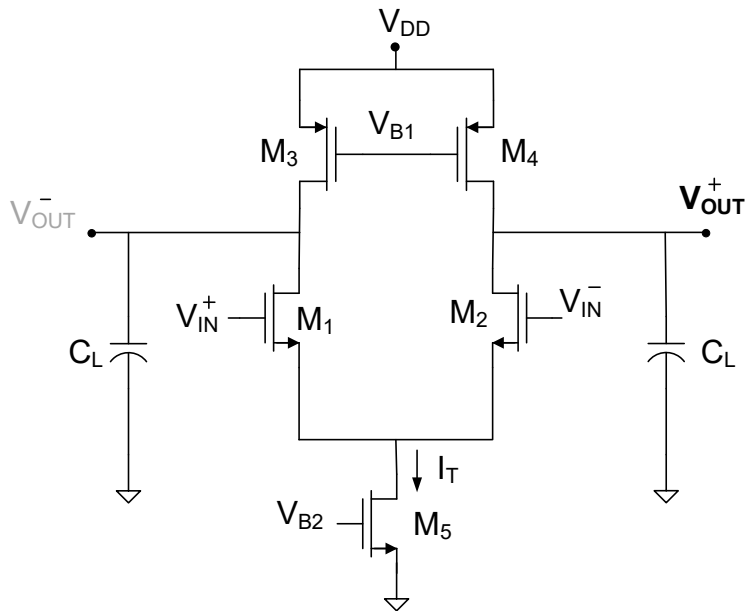 V_DD
M_3
V_B1
M_4
V_OUT^-
V_OUT^+
V_IN^+
M_1
M_2
V_IN^-
C_L
C_L
I_T
V_B2
M_5